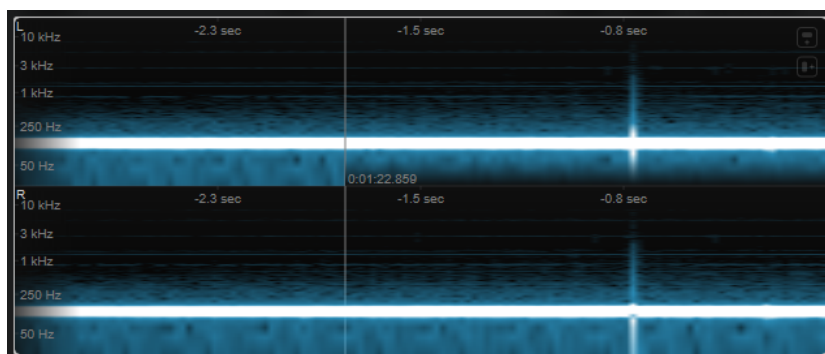 L
-2.3 sec -1.5 sec -0.8 sec
10 kHz
3 kHz
1 kHz
250 Hz
50 Hz
0:01:22.859
R
-2.3 sec -1.5 sec -0.8 sec
10 kHz
3 kHz
1 kHz
250 Hz
50 Hz